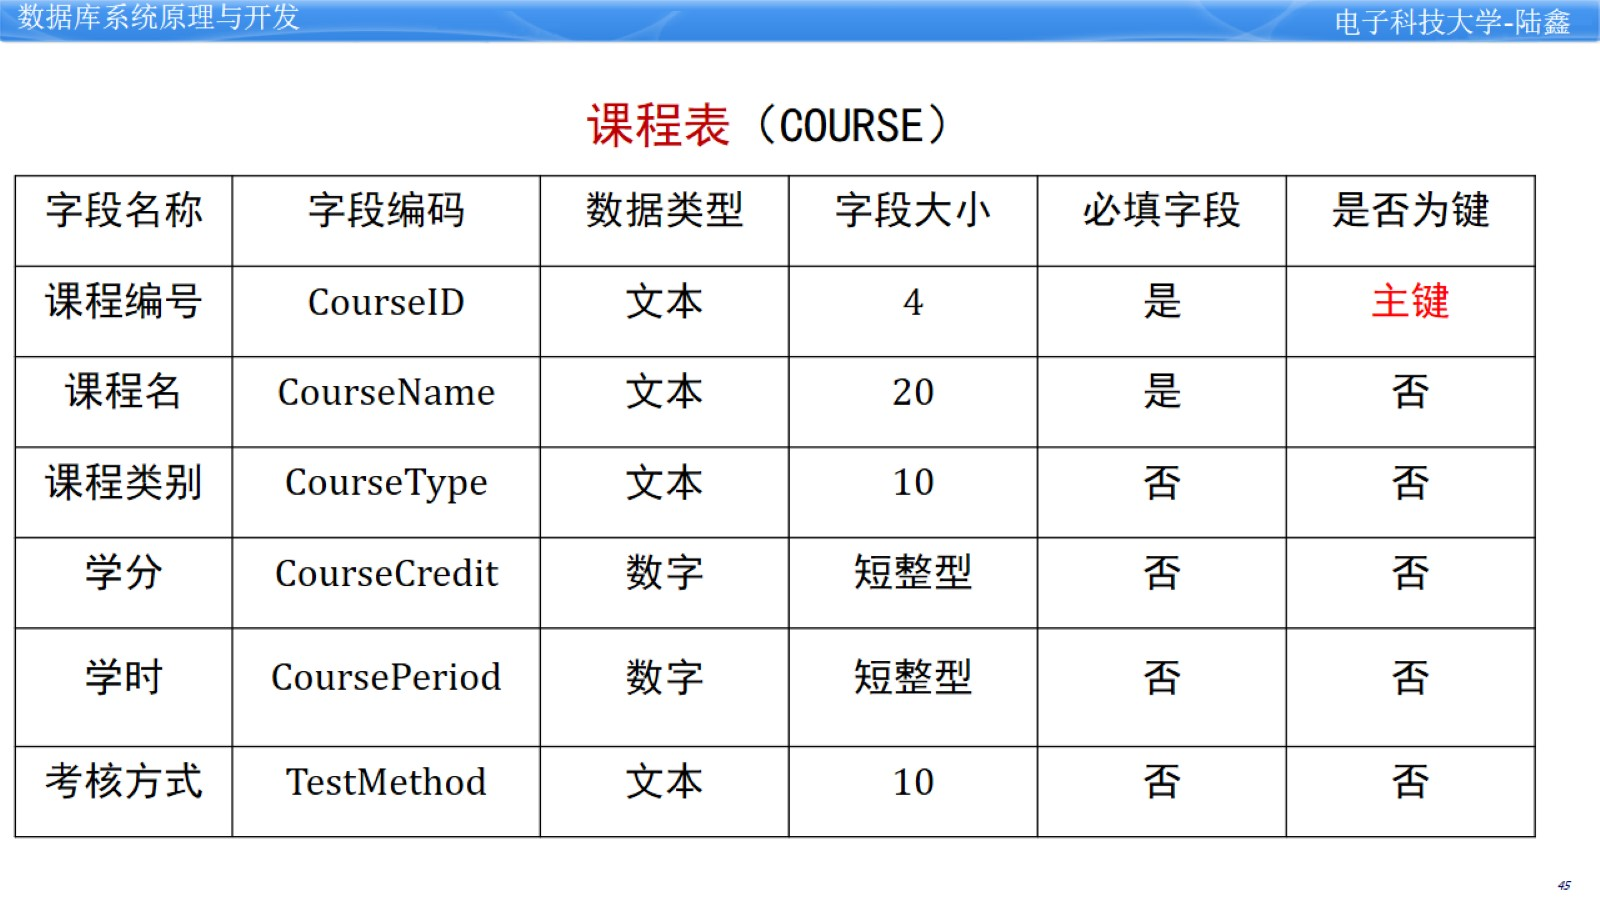 数据库系统原理与开发
电子科技大学-陆鑫
课程表（COURSE）
字段名称 字段编码 数据类型 字段大小 必填字段 是否为键
课程编号 CourseID 文本 4 是 主键
课程名 CourseName 文本 20 是 否
课程类别 CourseType 文本 10 否 否
学分 CourseCredit 数字 短整型 否 否
学时 CoursePeriod 数字 短整型 否 否
考核方式 TestMethod 文本 10 否 否
45